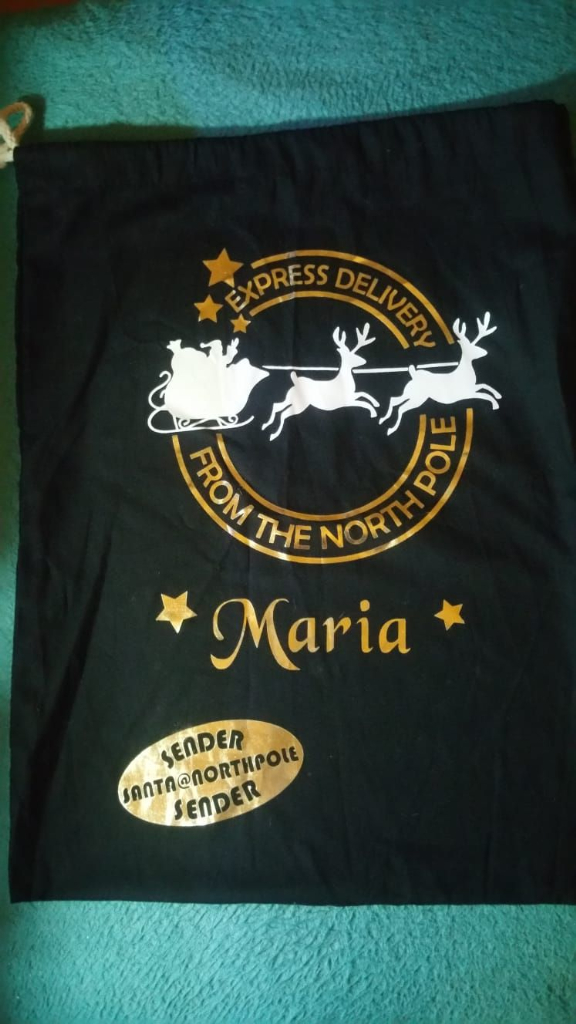 EXPRESS DELIVERY
FROM THE NORTH POLE
Maria
SENDER
SANTA@NORTHPOLE
SENDER